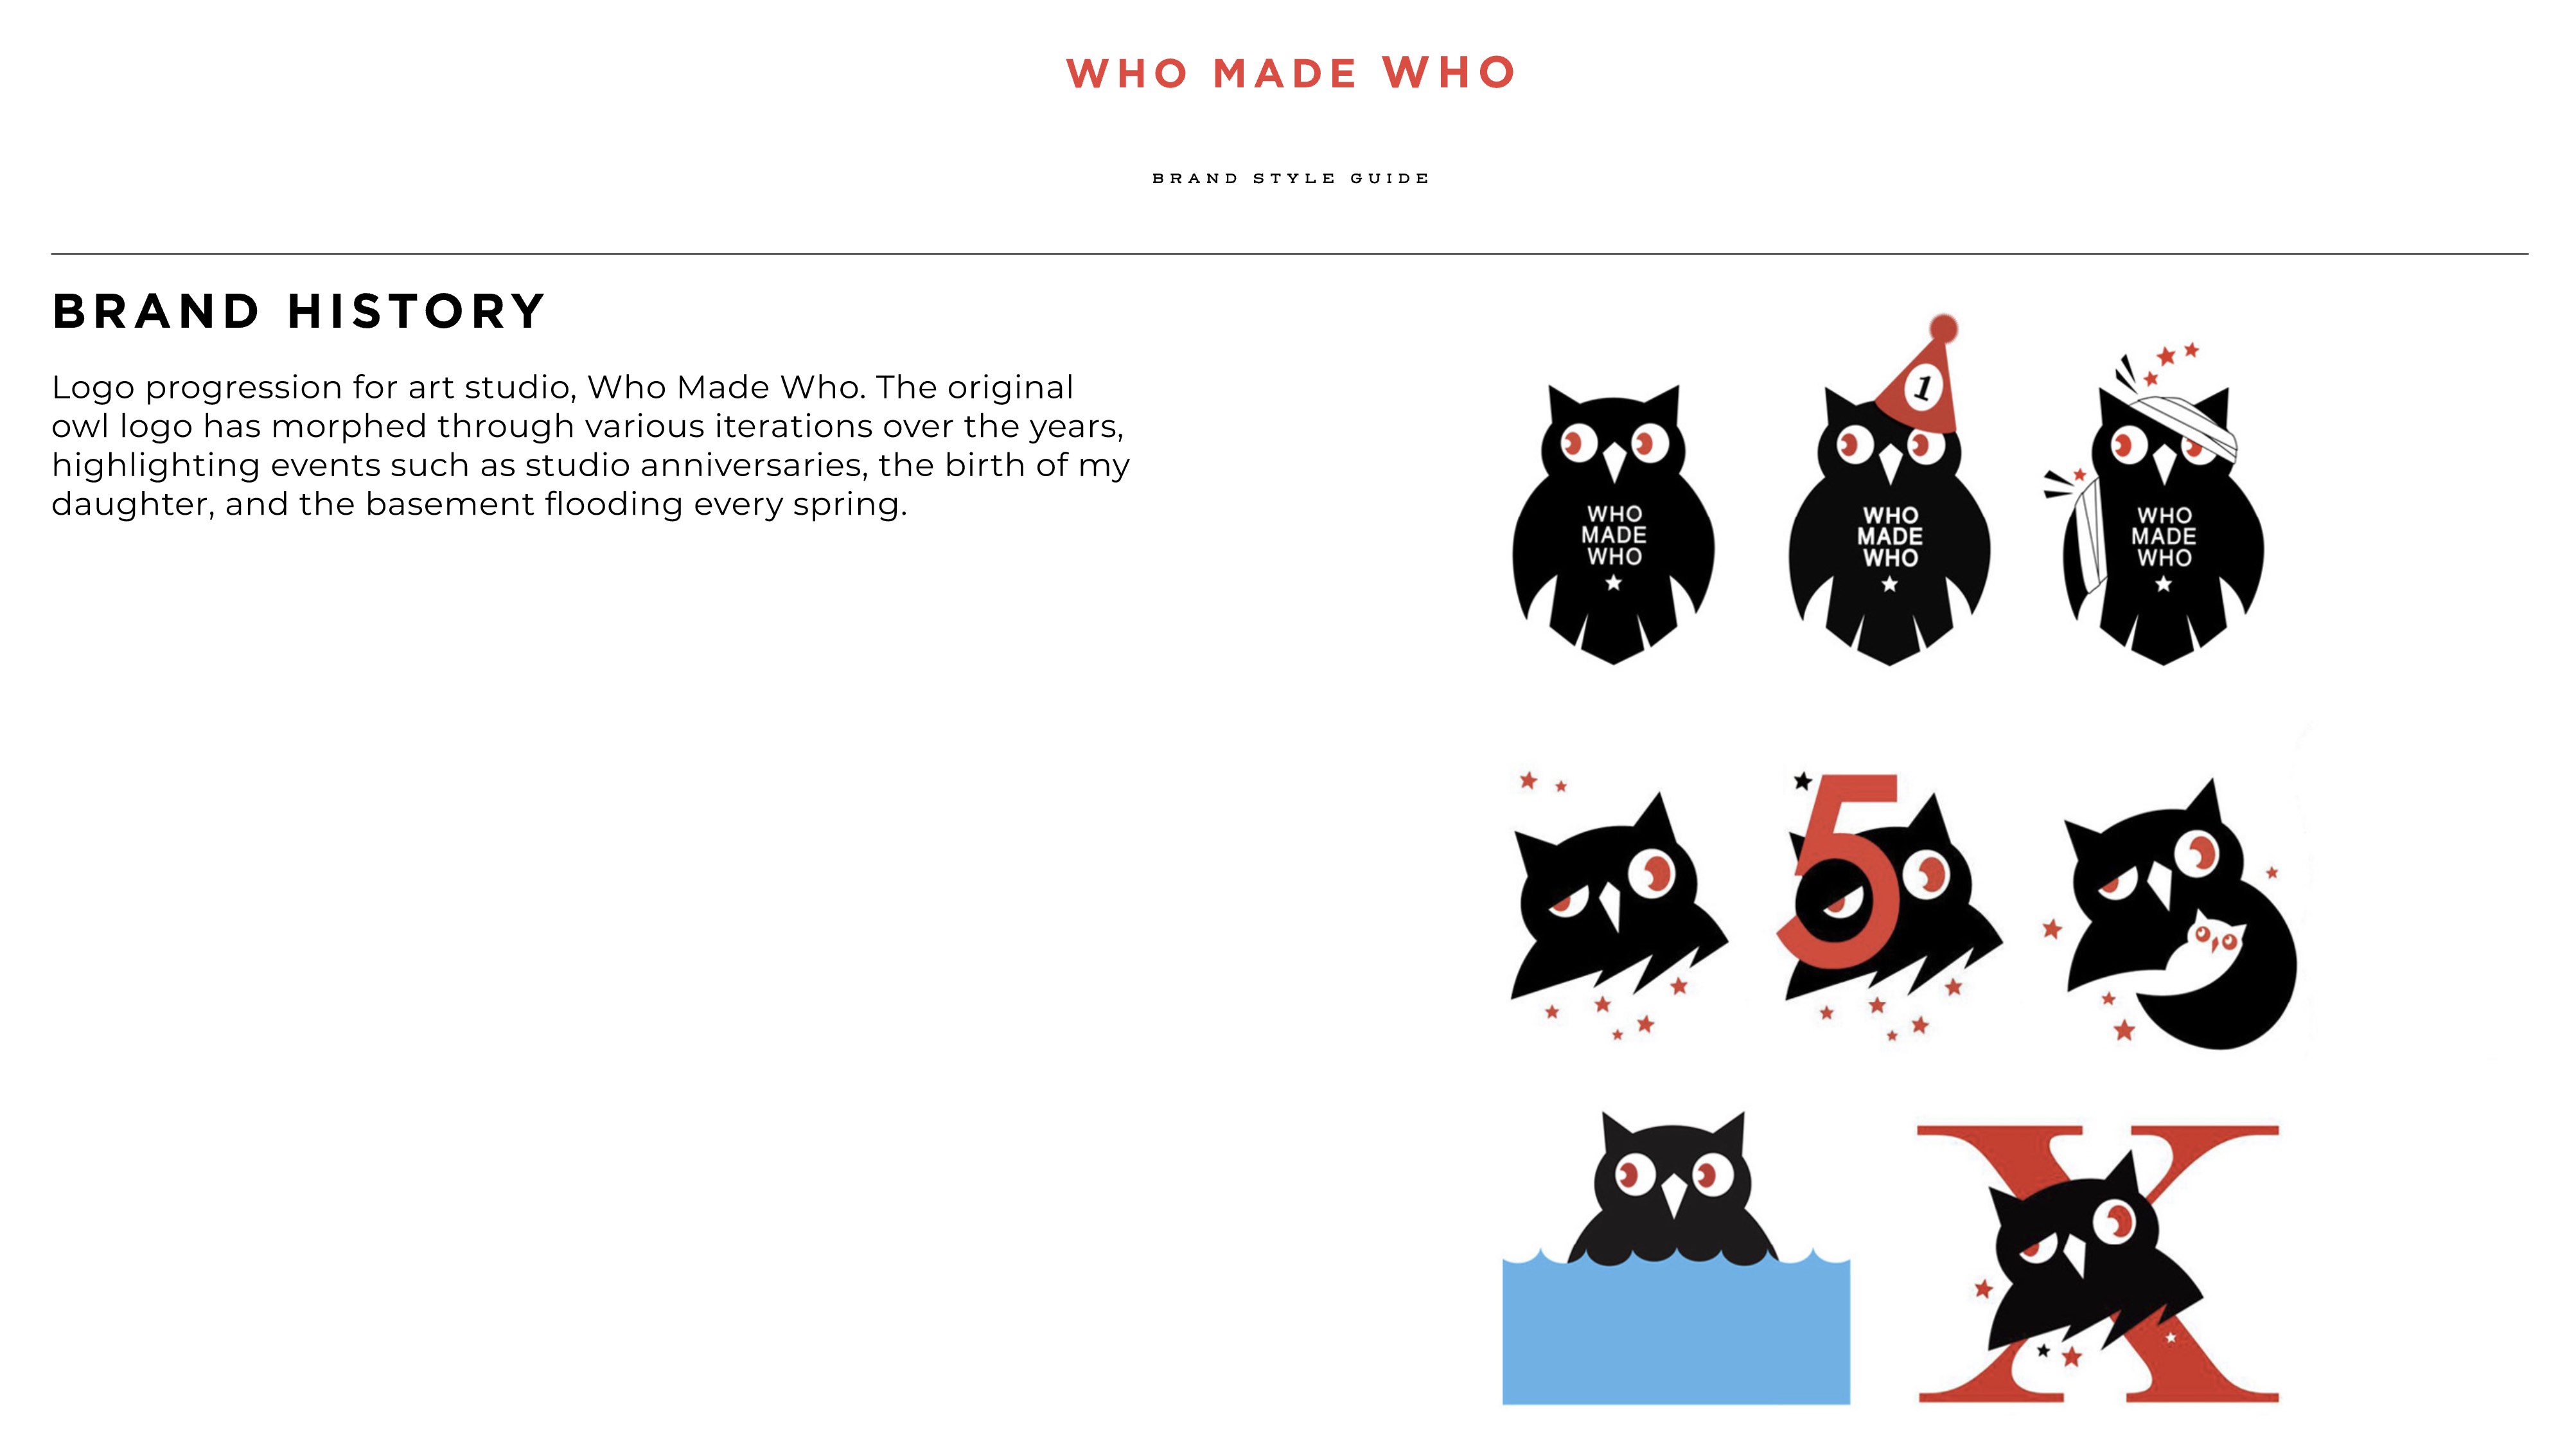 WHO MADE WHO
BRAND STYLE GUIDE
BRAND HISTORY
Logo progression for art studio, Who Made Who. The original
owl logo has morphed through various iterations over the years,
highlighting events such as studio anniversaries, the birth of my
daughter, and the basement flooding every spring.
1
WHO
MADE
WHO
WHO
MADE
WHO
WHO
MADE
WHO
5
X